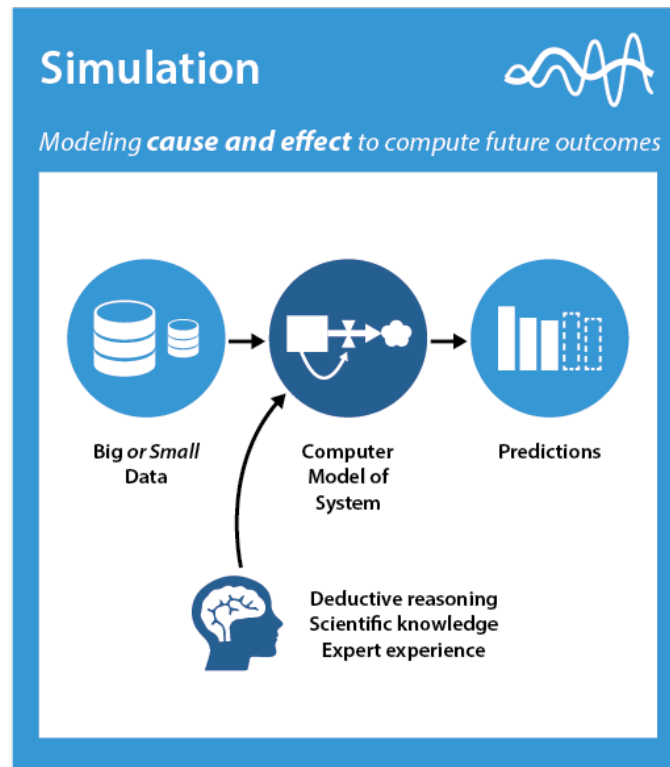 Simulation
Modeling cause and effect to compute future outcomes
Big or Small
Data
Computer
Model of
System
Predictions
Deductive reasoning
Scientific knowledge
Expert experience